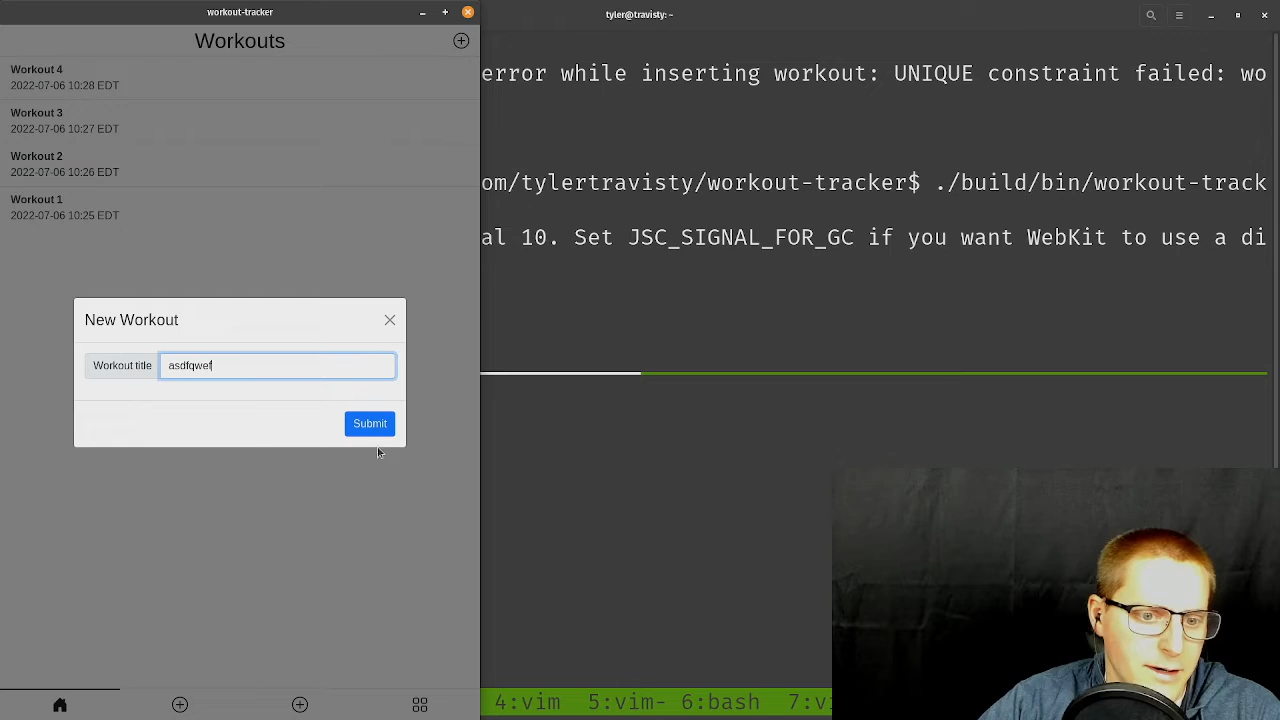 workout-tracker
Workouts
Workout 4
2022-07-06 10:28 EDT
Workout 3
2022-07-06 10:27 EDT
Workout 2
2022-07-06 10:26 EDT
Workout 1
2022-07-06 10:25 EDT
New Workout
Workout title
asdfqwef
Submit
tyler@travisty: ~
error while inserting workout: UNIQUE constraint failed: wo
om/tylertravisty/workout-tracker$ ./build/bin/workout-track
al 10. Set JSC_SIGNAL_FOR_GC if you want WebKit to use a di
4:vim 5:vim- 6:bash 7:v